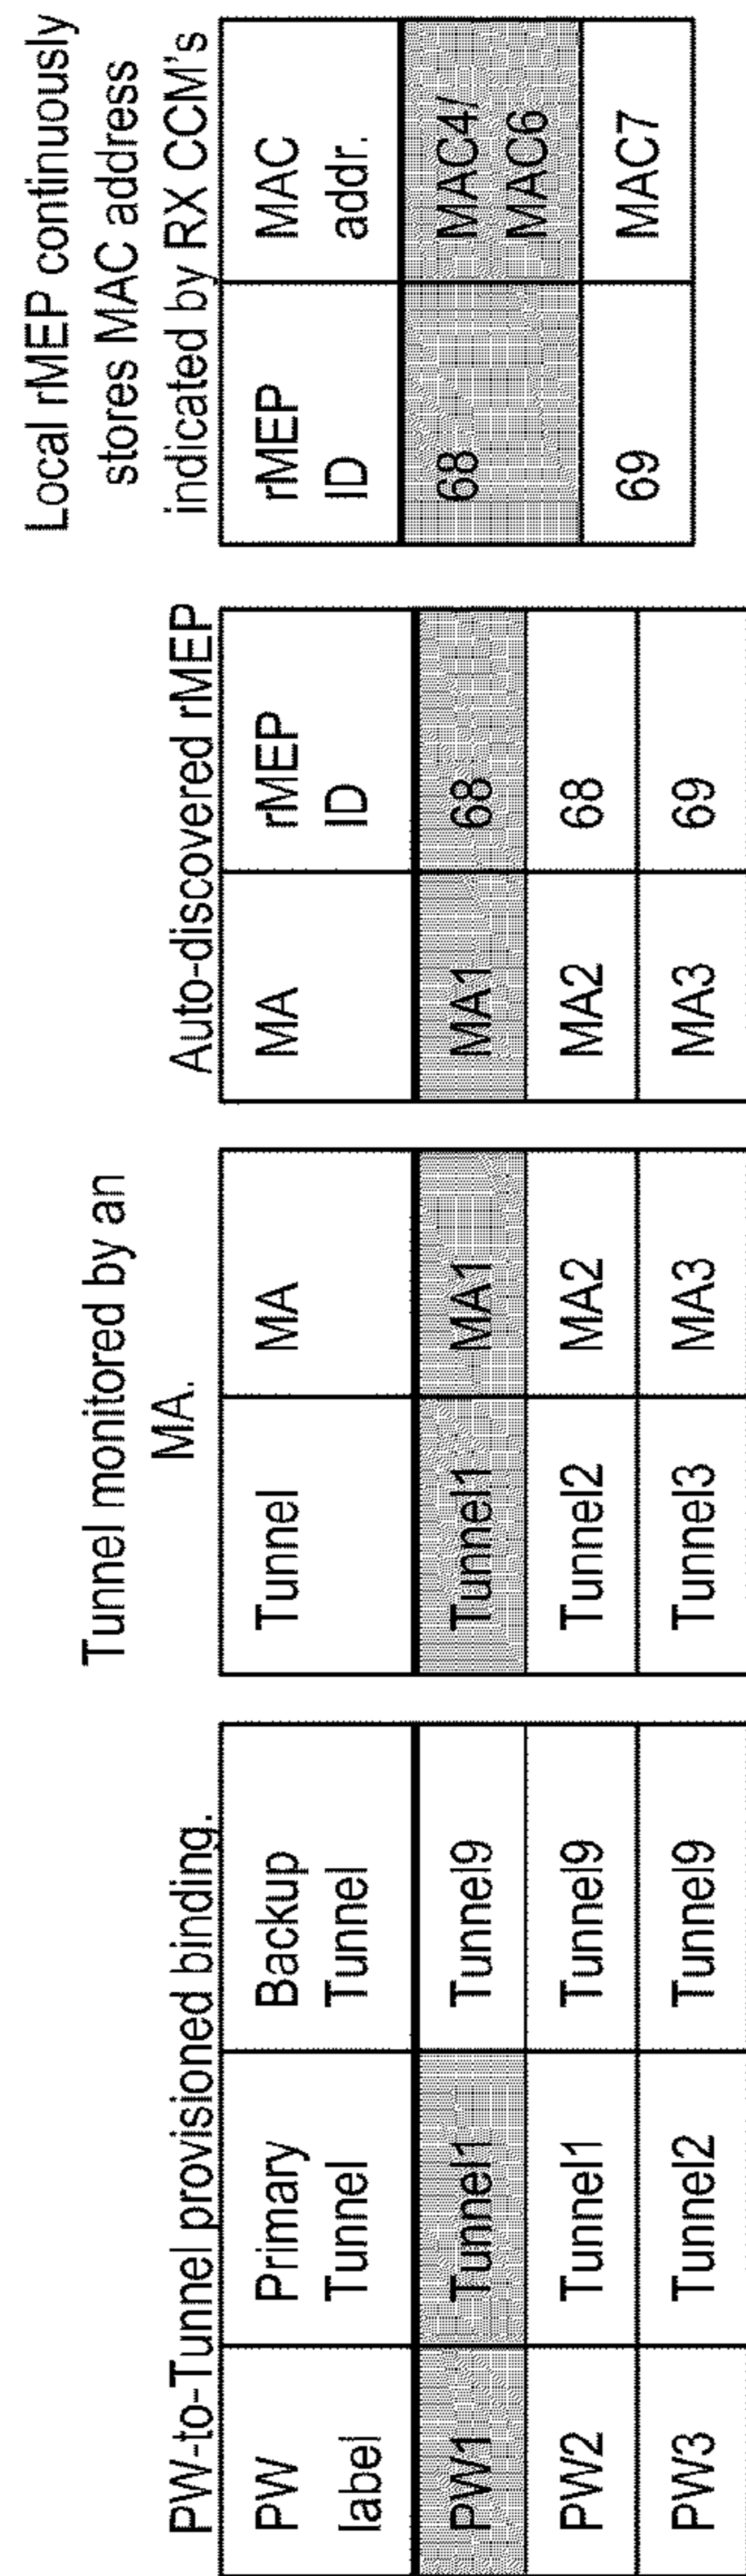 PW-to-Tunnel provisioned binding.
PW label | Primary Tunnel | Backup Tunnel
PW1 | Tunnel1 | Tunnel9
PW2 | Tunnel1 | Tunnel9
PW3 | Tunnel2 | Tunnel9
Tunnel monitored by an
MA.
Tunnel | MA
Tunnel1 | MA1
Tunnel2 | MA2
Tunnel3 | MA3
Auto-discovered rMEP
MA | rMEP ID
MA1 | 68
MA2 | 68
MA3 | 69
Local rMEP continuously
stores MAC address
indicated by RX CCM's
rMEP ID | MAC addr.
68 | MAC4/ MAC6
69 | MAC7